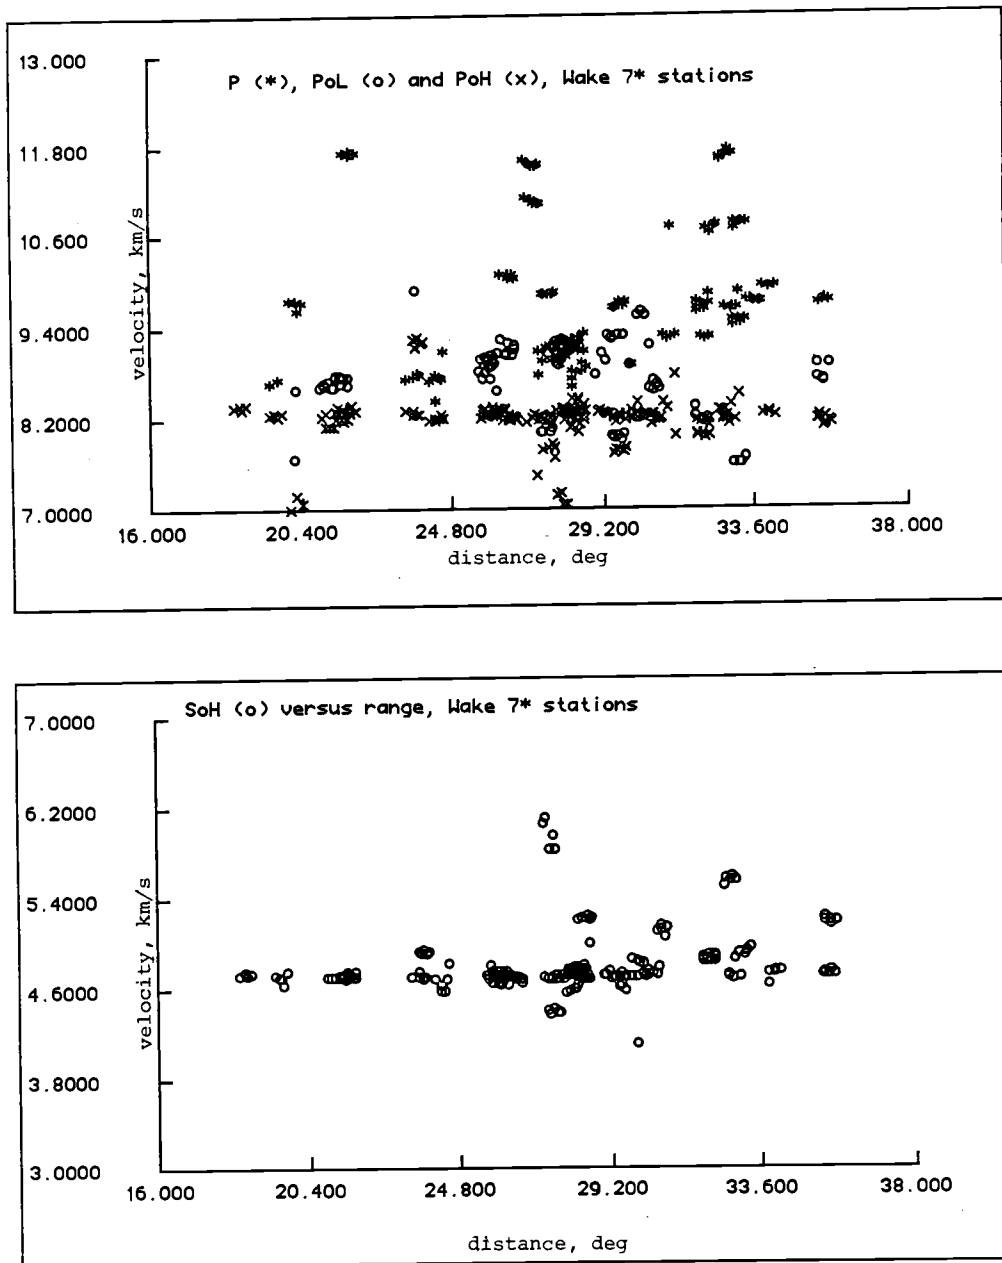 P (*), PoL (o) and PoH (x), Wake 7* stations
13.000
11.800
10.600
9.4000
8.2000
7.0000
velocity, km/s
16.000 20.400 24.800 29.200 33.600 38.000
distance, deg
SoH (o) versus range, Wake 7* stations
7.0000
6.2000
5.4000
4.6000
3.8000
3.0000
velocity, km/s
16.000 20.400 24.800 29.200 33.600 38.000
distance, deg